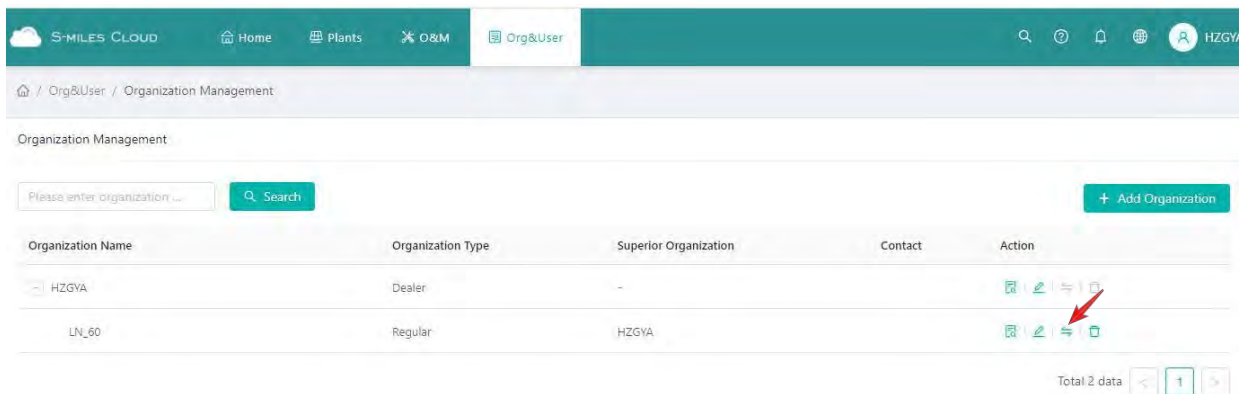 S-MILES CLOUD Home Plants O&M Org&User HZGYA
/ Org&User / Organization Management
Organization Management
Please enter organization ... Search + Add Organization
Organization Name Organization Type Superior Organization Contact Action
- HZGYA Dealer -
LN_60 Regular HZGYA
Total 2 data < 1 >